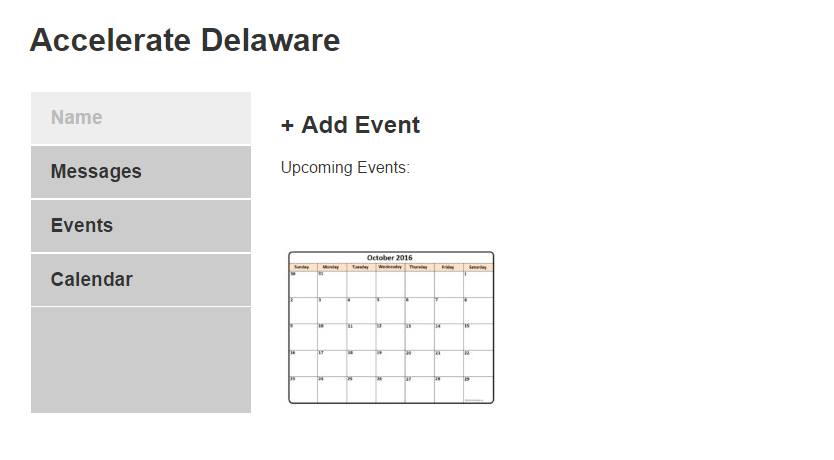 Accelerate Delaware
Name
Messages
Events
Calendar
+ Add Event
Upcoming Events:
October 2016
Sunday Monday Tuesday Wednesday Thursday Friday Saturday
30 31 1
2 3 4 5 6 7 8
9 10 11 12 13 14 15
16 17 18 19 20 21 22
23 24 25 26 27 28 29